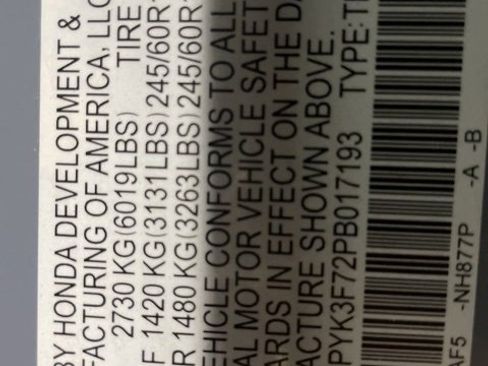 BY HONDA DEVELOPMENT &
FACTURING OF AMERICA, LLC
2730 KG(6019LBS) TIRE
F 1420 KG(3131LBS) 245/60R
R 1480 KG(3263LBS) 245/60R
EHICLE CONFORMS TO ALL
AL MOTOR VEHICLE SAFET
ARDS IN EFFECT ON THE DA
ACTURE SHOWN ABOVE.
PYK3F72PB017193 TYPE:T
AF5 -NH877P -A -B